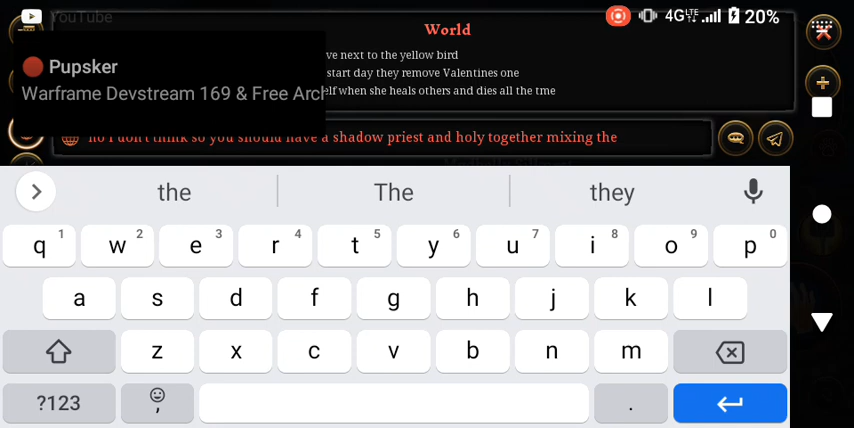 YouTube
4G LTE 20%
World
🔴 Pupsker
Warframe Devstream 169 & Free Arcl
ve next to the yellow bird
start day they remove Valentines one
elf when she heals others and dies all the tme
no I don't think so you should have a shadow priest and holy together mixing the
the The they
q 1 w 2 e 3 r 4 t 5 y 6 u 7 i 8 o 9 p 0
a s d f g h j k l
z x c v b n m
?123 , .